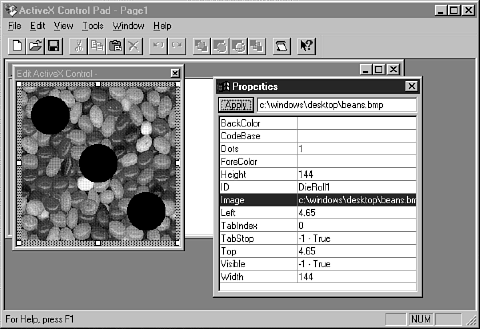 ActiveX Control Pad - Page1
File Edit View Tools Window Help
Edit ActiveX Control -
Properties
Apply c:\windows\desktop\beans.bmp
BackColor
CodeBase
Dots 1
ForeColor
Height 144
ID DieRoll1
Image c:\windows\desktop\beans.bm
Left 4.65
TabIndex 0
TabStop -1 - True
Top 4.65
Visible -1 - True
Width 144
For Help, press F1 NUM